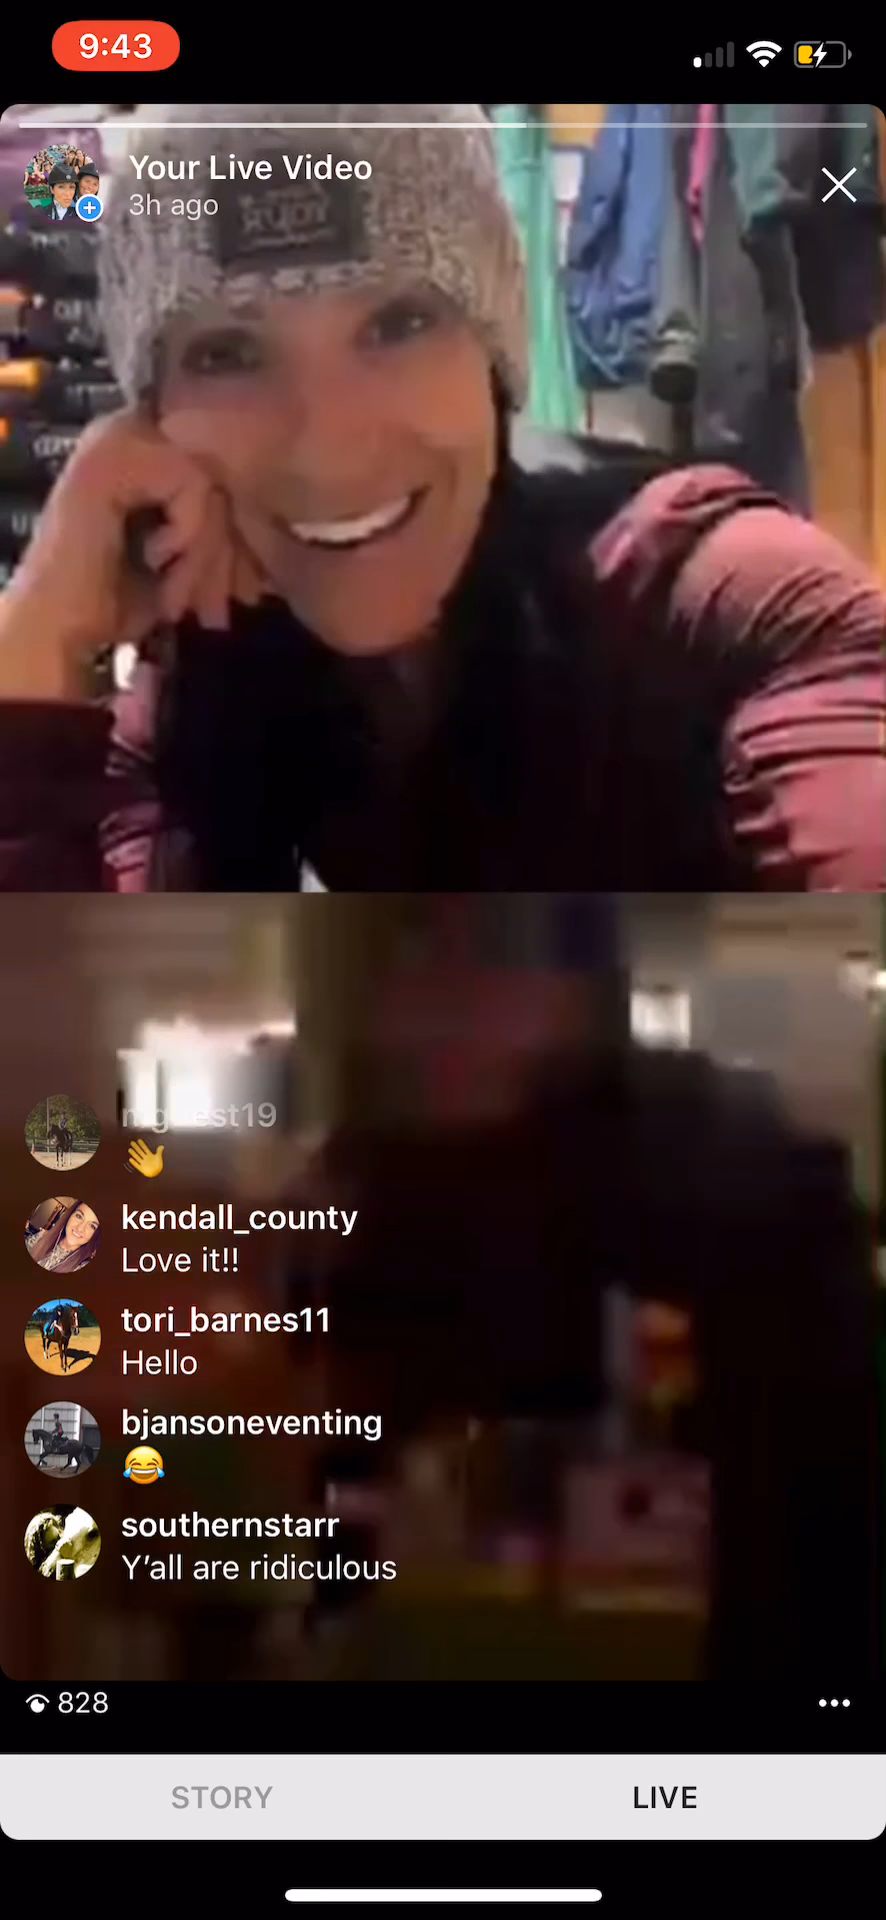 9:43
Your Live Video
3h ago
RUDY
kendall_county
Love it!!
tori_barnes11
Hello
bjansoneventing
😂
southernstarr
Y'all are ridiculous
828
STORY
LIVE